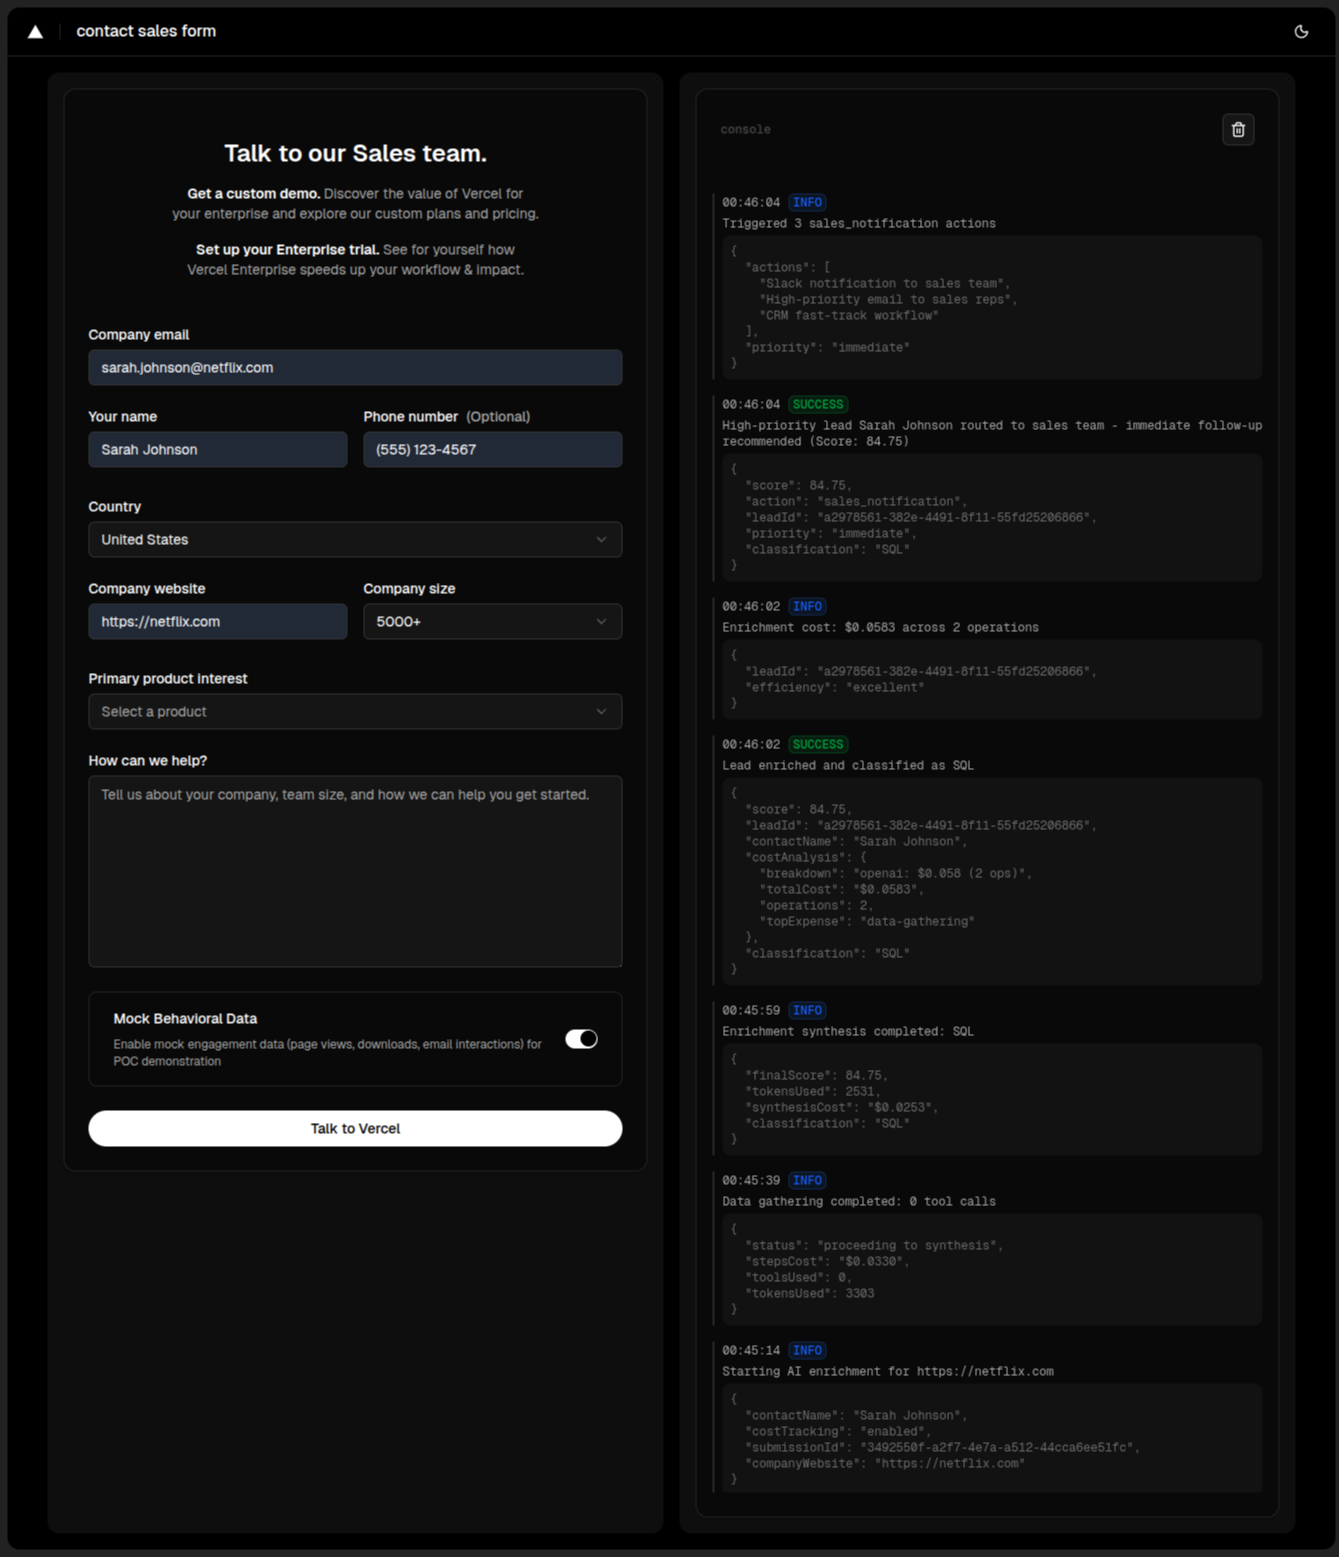 contact sales form
Talk to our Sales team.
Get a custom demo. Discover the value of Vercel for
your enterprise and explore our custom plans and pricing.
Set up your Enterprise trial. See for yourself how
Vercel Enterprise speeds up your workflow & impact.
Company email
sarah.johnson@netflix.com
Your name
Phone number (Optional)
Sarah Johnson
(555) 123-4567
Country
United States
Company website
Company size
https://netflix.com
5000+
Primary product interest
Select a product
How can we help?
Tell us about your company, team size, and how we can help you get started.
Mock Behavioral Data
Enable mock engagement data (page views, downloads, email interactions) for
POC demonstration
Talk to Vercel
console
00:46:04 INFO
Triggered 3 sales_notification actions
{
"actions": [
"Slack notification to sales team",
"High-priority email to sales reps",
"CRM fast-track workflow"
],
"priority": "immediate"
}
00:46:04 SUCCESS
High-priority lead Sarah Johnson routed to sales team - immediate follow-up
recommended (Score: 84.75)
{
"score": 84.75,
"action": "sales_notification",
"leadId": "a2978561-382e-4491-8f11-55fd25206866",
"priority": "immediate",
"classification": "SQL"
}
00:46:02 INFO
Enrichment cost: $0.0583 across 2 operations
{
"leadId": "a2978561-382e-4491-8f11-55fd25206866",
"efficiency": "excellent"
}
00:46:02 SUCCESS
Lead enriched and classified as SQL
{
"score": 84.75,
"leadId": "a2978561-382e-4491-8f11-55fd25206866",
"contactName": "Sarah Johnson",
"costAnalysis": {
"breakdown": "openai: $0.058 (2 ops)",
"totalCost": "$0.0583",
"operations": 2,
"topExpense": "data-gathering"
},
"classification": "SQL"
}
00:45:59 INFO
Enrichment synthesis completed: SQL
{
"finalScore": 84.75,
"tokensUsed": 2531,
"synthesisCost": "$0.0253",
"classification": "SQL"
}
00:45:39 INFO
Data gathering completed: 0 tool calls
{
"status": "proceeding to synthesis",
"stepsCost": "$0.0330",
"toolsUsed": 0,
"tokensUsed": 3303
}
00:45:14 INFO
Starting AI enrichment for https://netflix.com
{
"contactName": "Sarah Johnson",
"costTracking": "enabled",
"submissionId": "3492550f-a2f7-4e7a-a512-44cca6ee51fc",
"companyWebsite": "https://netflix.com"
}